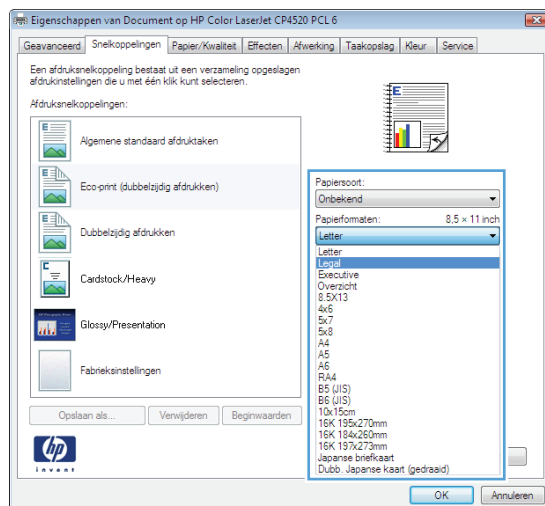 Eigenschappen van Document op HP Color LaserJet CP4520 PCL 6
Geavanceerd Snelkoppelingen Papier/Kwaliteit Effecten Afwerking Taakopslag Kleur Service
Een afdruksnelkoppeling bestaat uit een verzameling opgeslagen
afdrukinstellingen die u met één klik kunt selecteren.
Afdruksnelkoppelingen:
Algemene standaard afdruktaken
Eco-print (dubbelzijdig afdrukken)
Dubbelzijdig afdrukken
Cardstock/Heavy
Glossy/Presentation
Fabrieksinstellingen
Opslaan als... Verwijderen Beginwaarden
Papiersoort:
Onbekend
Papierformaten: 8,5 × 11 inch
Letter
Letter
Legal
Executive
Overzicht
8.5X13
4x6
5x7
5x8
A4
A5
A6
RA4
B5 (JIS)
B6 (JIS)
10x15cm
16K 195x270mm
16K 184x260mm
16K 197x273mm
Japanse briefkaart
Dubb. Japanse kaart (gedraaid)
hp
invent
OK Annuleren